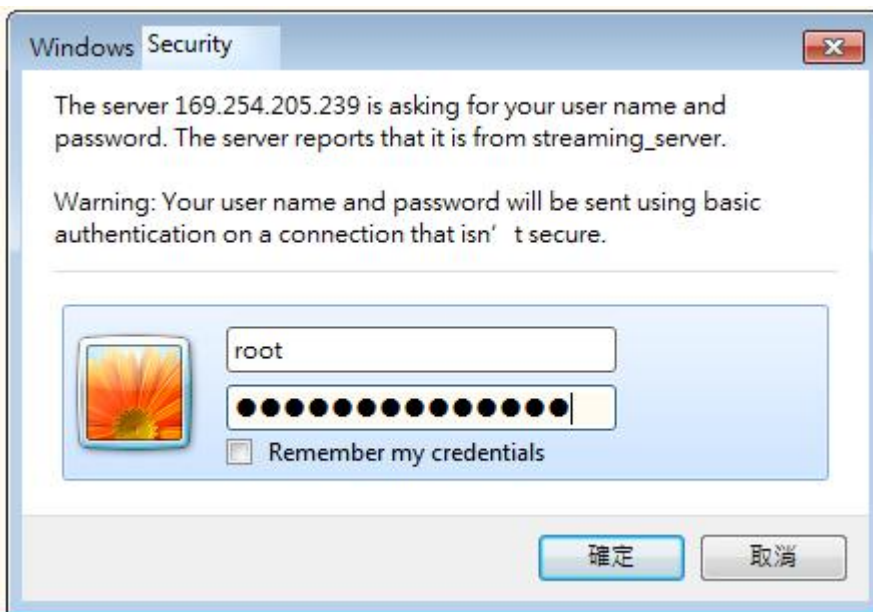 Windows Security
The server 169.254.205.239 is asking for your user name and
password. The server reports that it is from streaming_server.
Warning: Your user name and password will be sent using basic
authentication on a connection that isn’ t secure.
root
●●●●●●●●●●●●●●
Remember my credentials
確定 取消